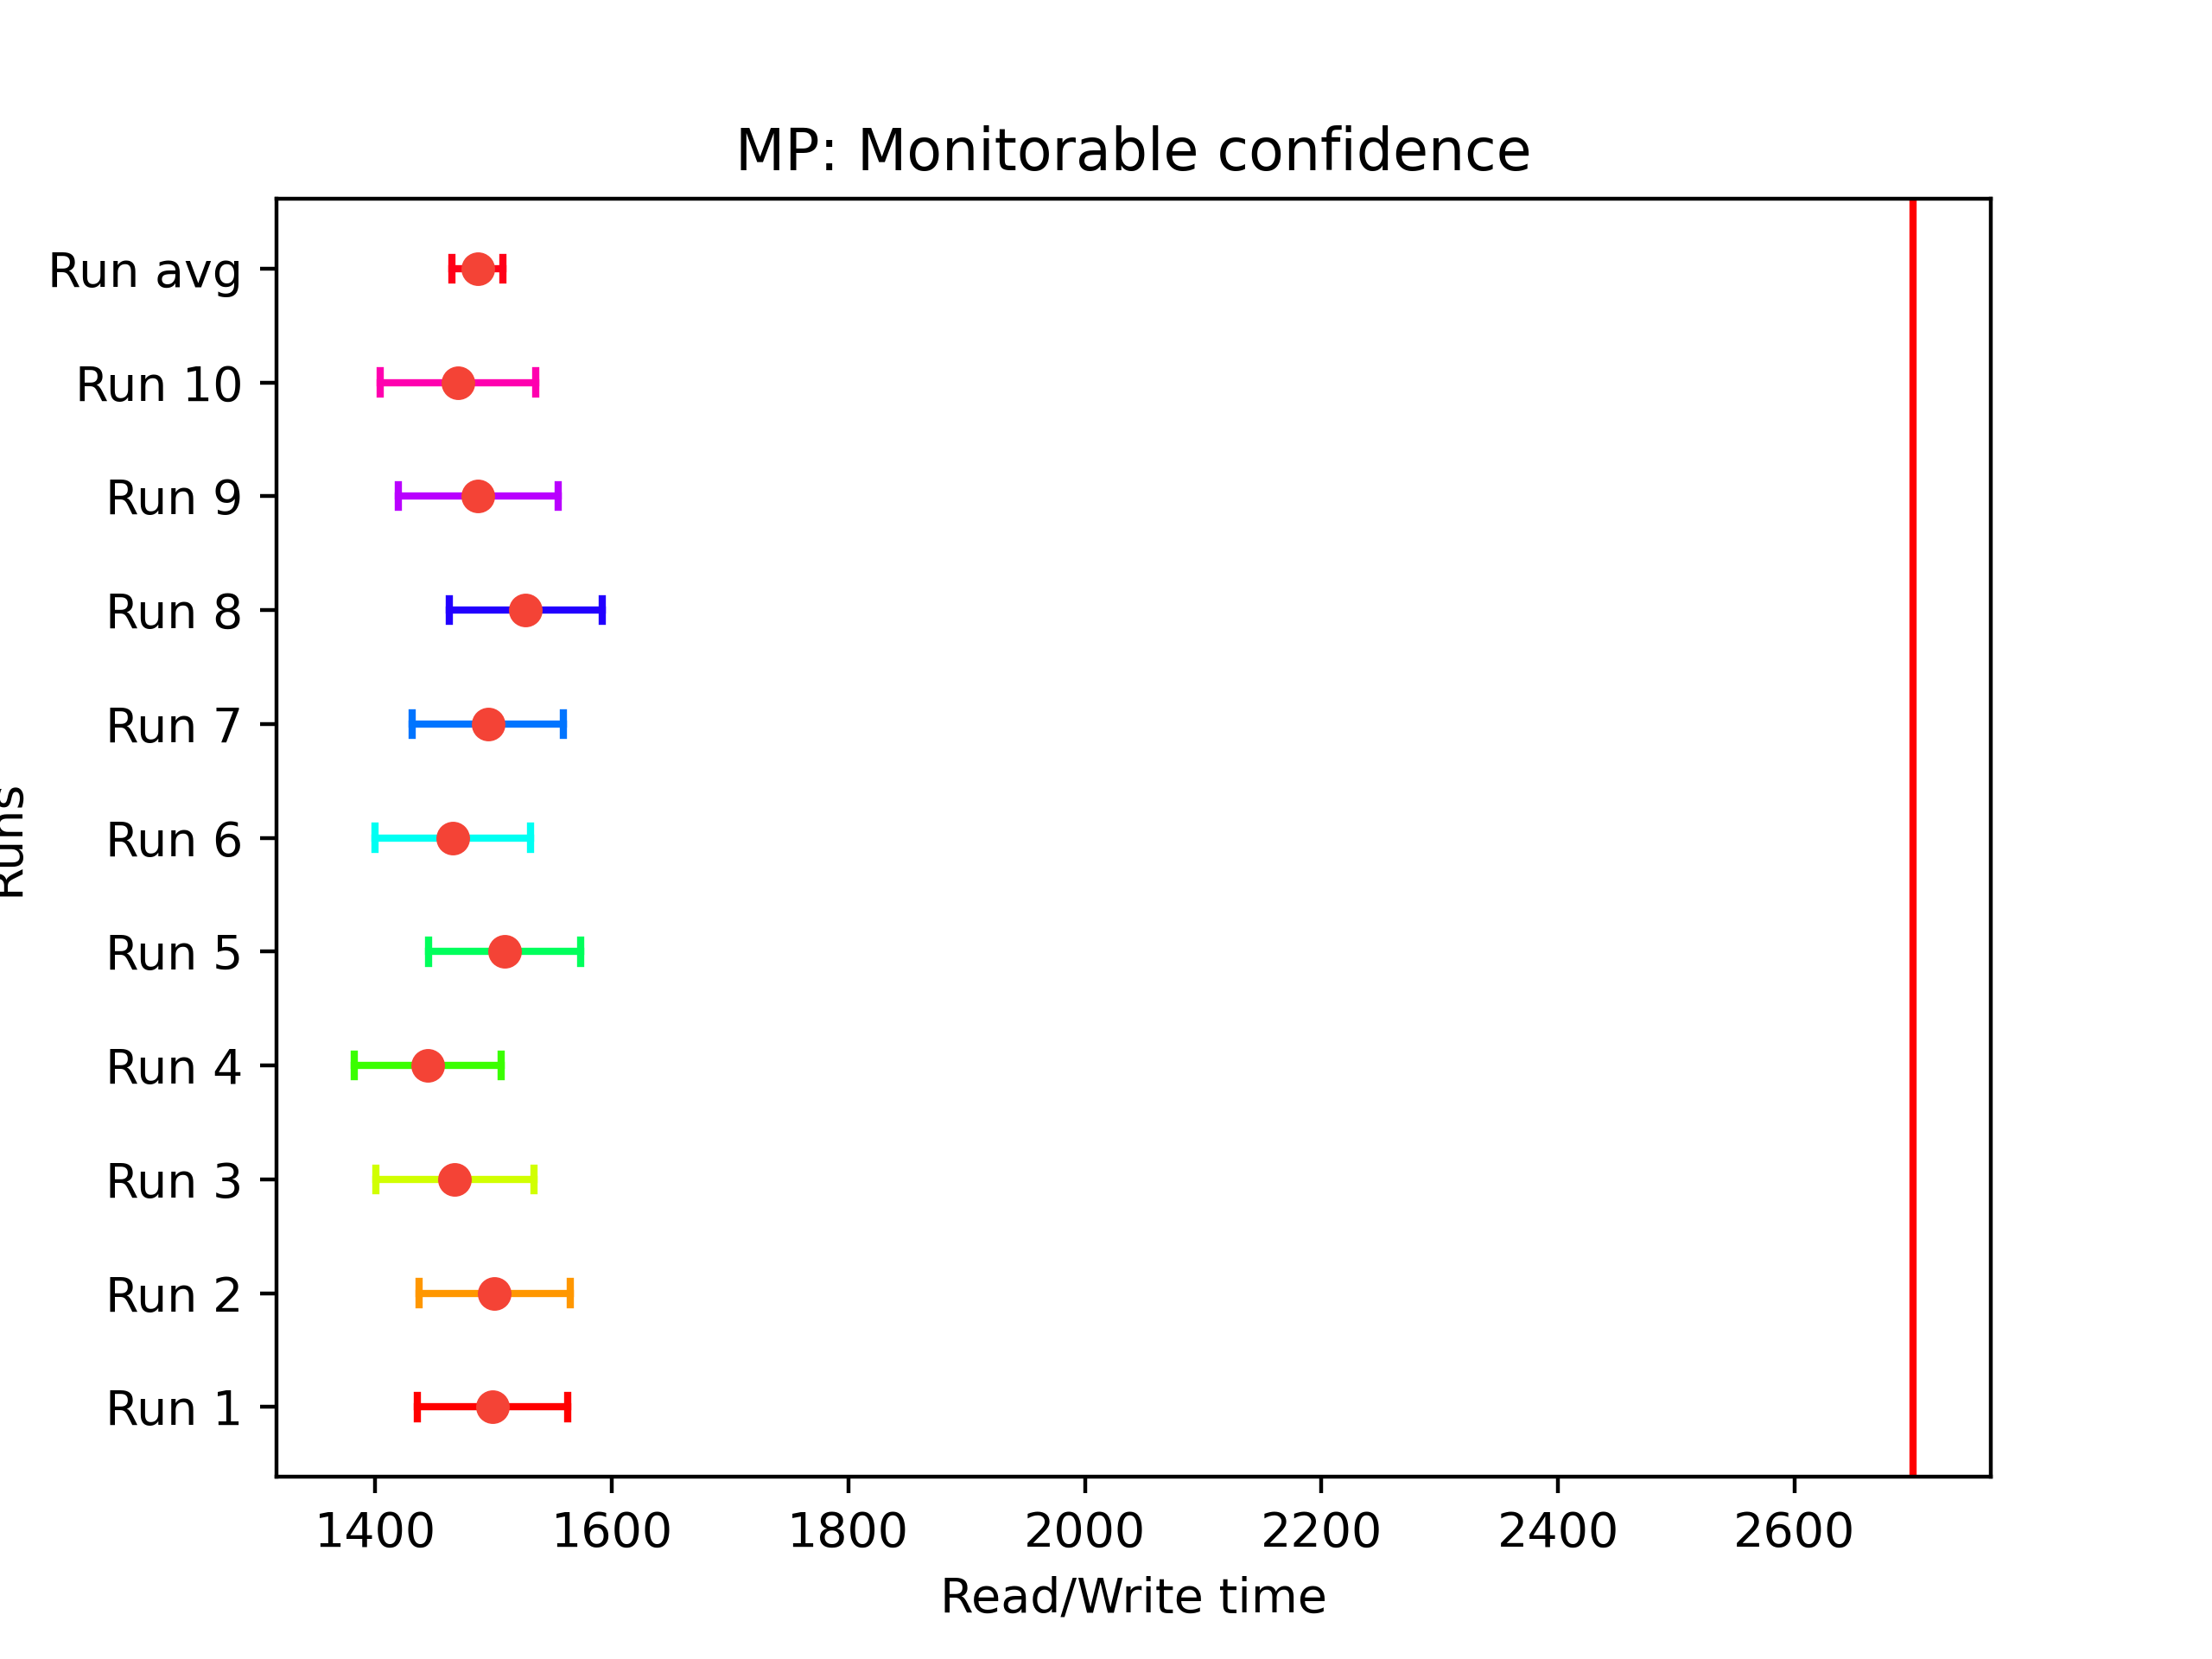 MP: Monitorable confidence
Run avg
Run 10
Run 9
Run 8
Run 7
Run 6
Run 5
Run 4
Run 3
Run 2
Run 1
Runs
1400 1600 1800 2000 2200 2400 2600
Read/Write time